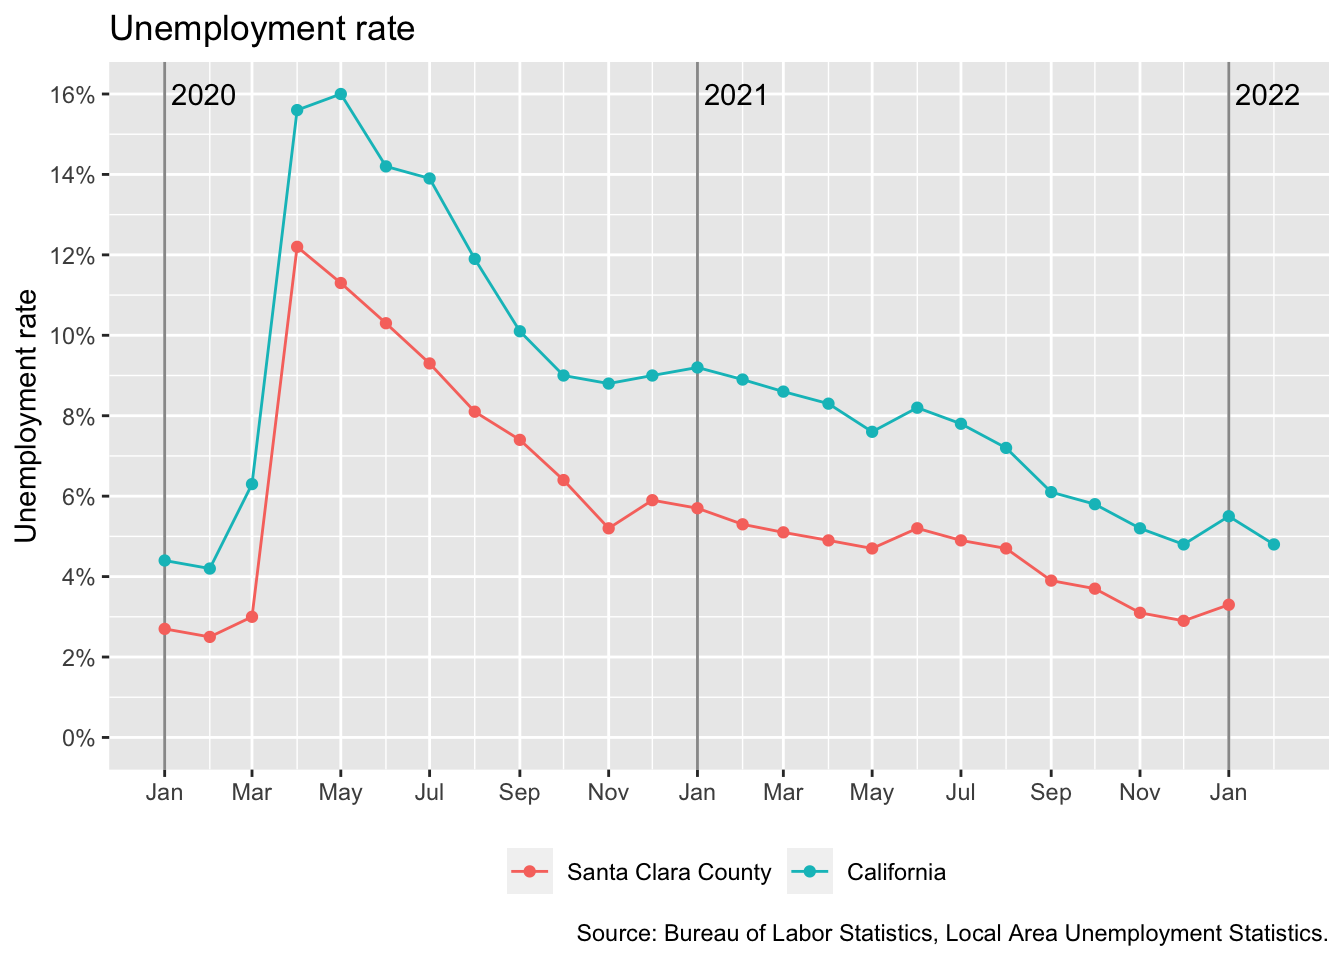 Unemployment rate
2020 2021 2022
16%
14%
12%
10%
8%
6%
4%
2%
0%
Unemployment rate
Jan Mar May Jul Sep Nov Jan Mar May Jul Sep Nov Jan
Santa Clara County California
Source: Bureau of Labor Statistics, Local Area Unemployment Statistics.